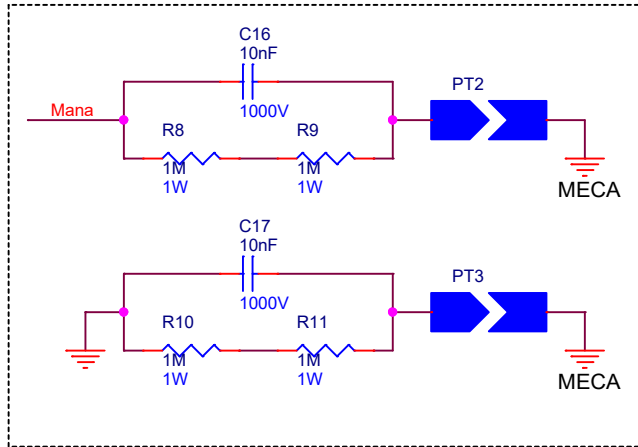 C16
10nF
PT2
Mana
1000V
R8
R9
1M
1M
1W
1W
MECA
C17
10nF
PT3
1000V
R10
R11
1M
1M
1W
1W
MECA